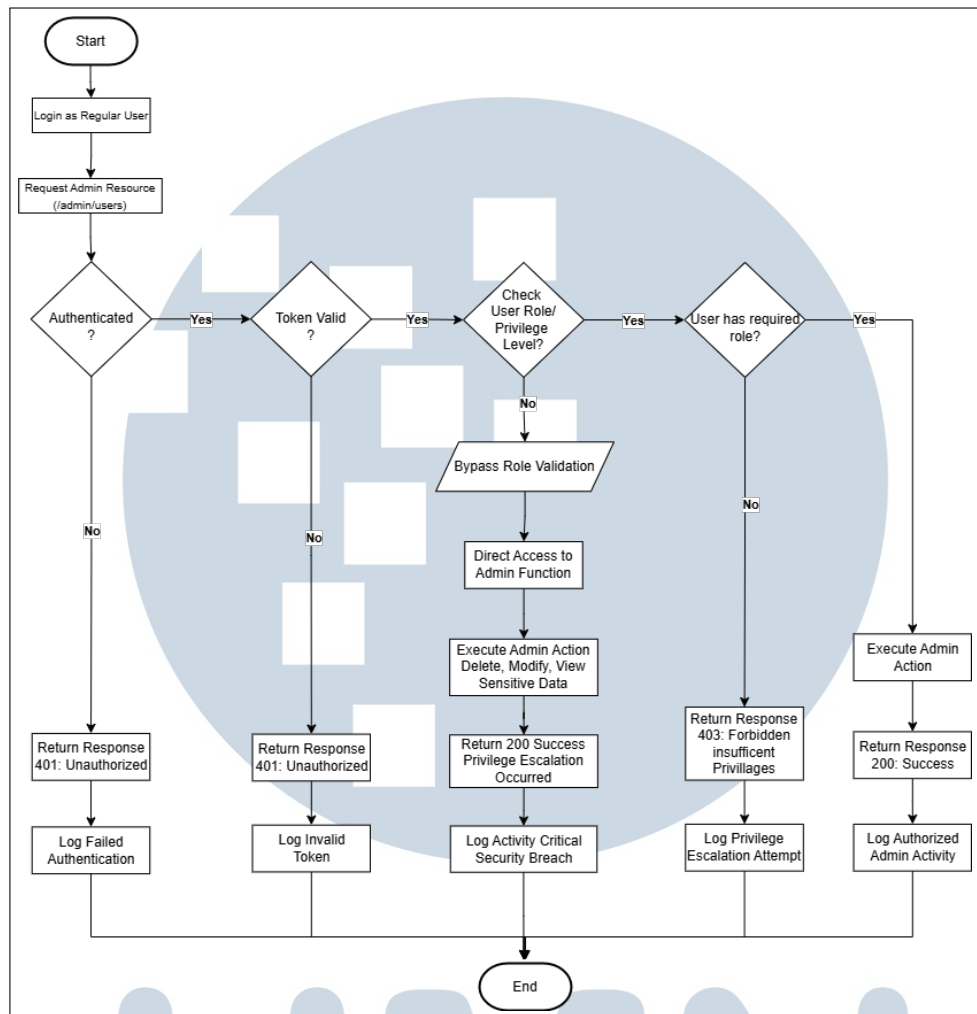 Start
Login as Regular User
Request Admin Resource
(/admin/users)
Authenticated
?
Yes
Token Valid
?
Yes
Check
User Role/
Privilege
Level?
Yes
User has required
role?
Yes
No
Bypass Role Validation
No
No
No
Direct Access to
Admin Function
Execute Admin Action
Delete, Modify, View
Sensitive Data
Execute Admin
Action
Return Response
401: Unauthorized
Return Response
401: Unauthorized
Return 200 Success
Privilege Escalation
Occurred
Return Response
403: Forbidden
insufficent
Privillages
Return Response
200: Success
Log Failed
Authentication
Log Invalid
Token
Log Activity Critical
Security Breach
Log Privilege
Escalation Attempt
Log Authorized
Admin Activity
End